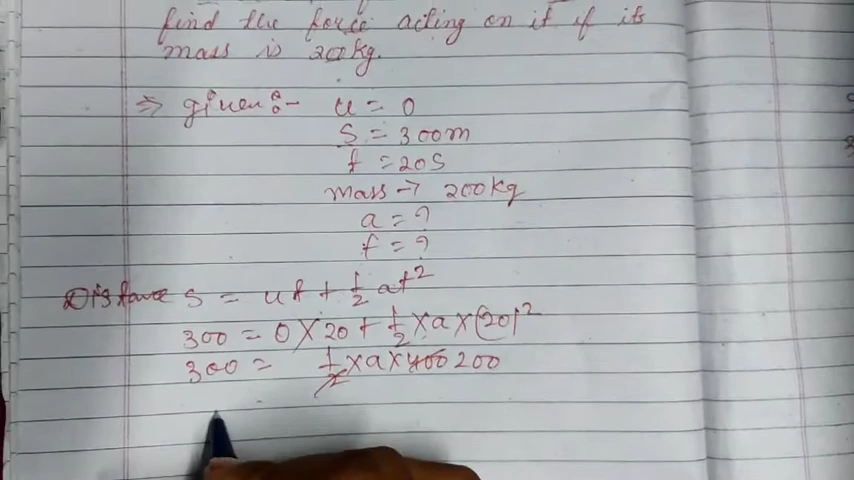 find the force acting on it if its
mass is 200kg.
⇒ given:- u = 0
S = 300m
t = 20S
mass → 200kg
a = ?
f = ?
Distance S = ut + 1/2 at²
300 = 0 × 20 + 1/2 × a × (20)²
300 = 1/2 × a × 400 200